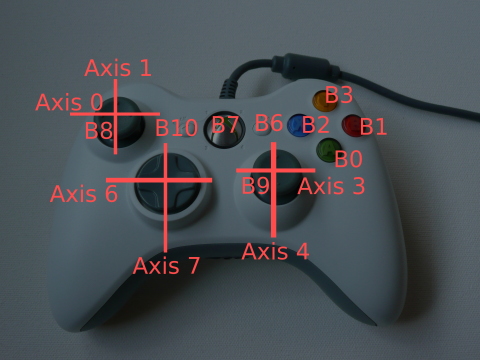 Axis 1
B3
Axis 0
B8
B10
B7
B6
B2
B1
B0
Axis 6
B9
Axis 3
Axis 4
Axis 7